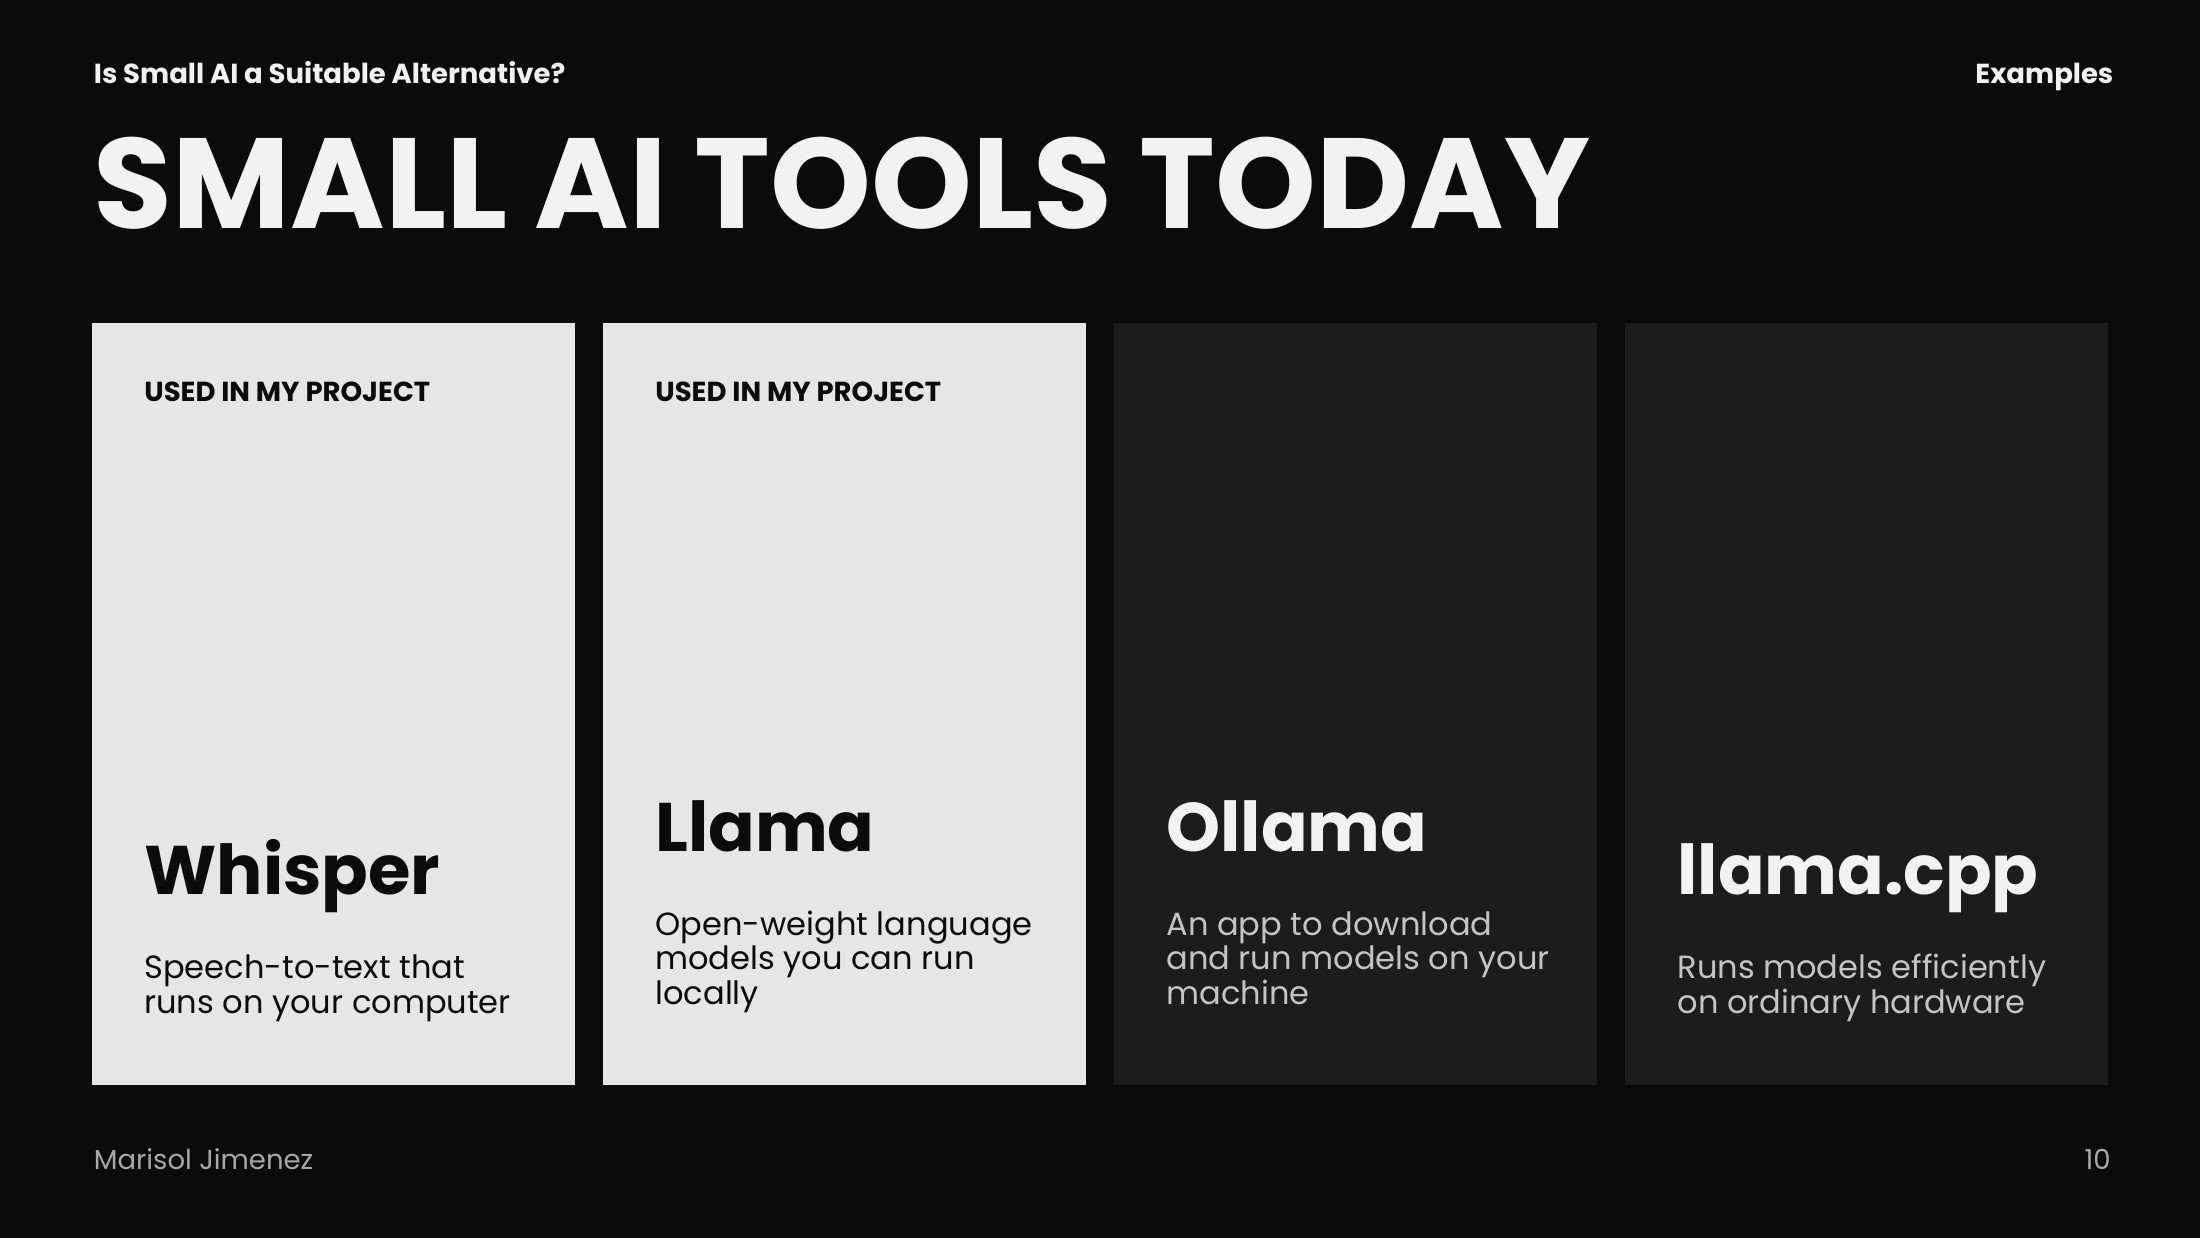 Is Small AI a Suitable Alternative?
Examples
SMALL AI TOOLS TODAY
USED IN MY PROJECT
Whisper
Speech-to-text that
runs on your computer
USED IN MY PROJECT
Llama
Open-weight language
models you can run
locally
Ollama
An app to download
and run models on your
machine
llama.cpp
Runs models efficiently
on ordinary hardware
Marisol Jimenez
10